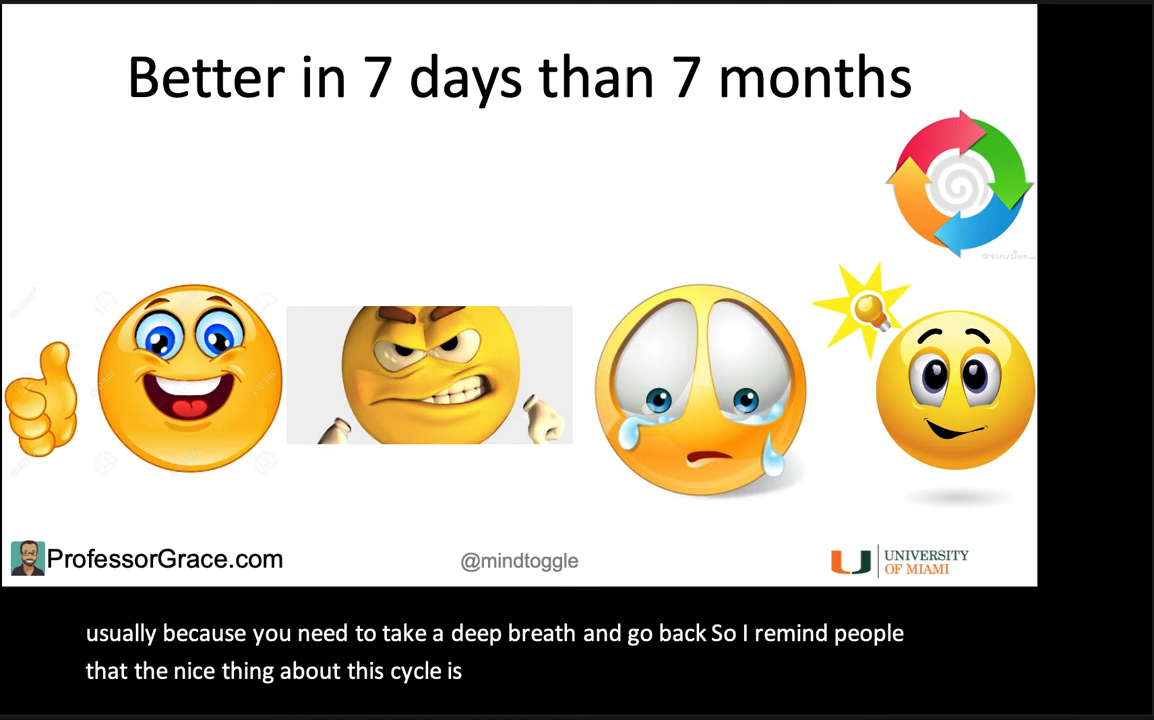 Better in 7 days than 7 months
dreamstime
ProfessorGrace.com
@mindtoggle
UNIVERSITY
OF MIAMI
usually because you need to take a deep breath and go back So I remind people
that the nice thing about this cycle is